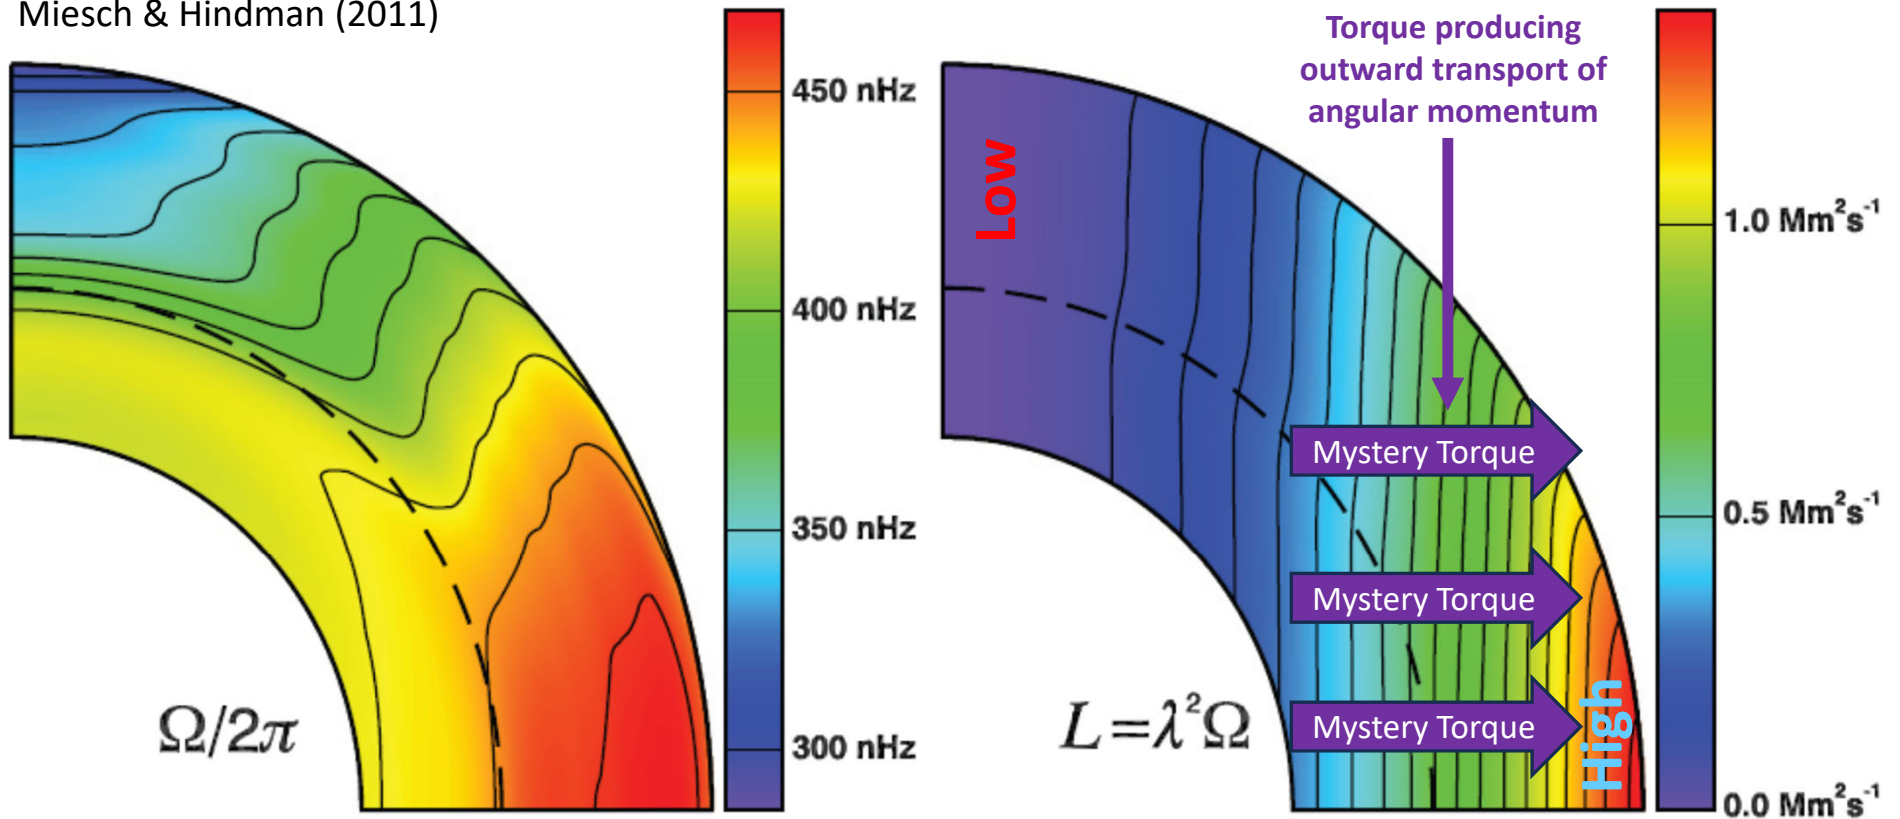 Miesch & Hindman (2011)
450 nHz
400 nHz
350 nHz
300 nHz
Ω/2π
Torque producing
outward transport of
angular momentum
Low
Mystery Torque
Mystery Torque
Mystery Torque
High
L=λ²Ω
1.0 Mm²s⁻¹
0.5 Mm²s⁻¹
0.0 Mm²s⁻¹